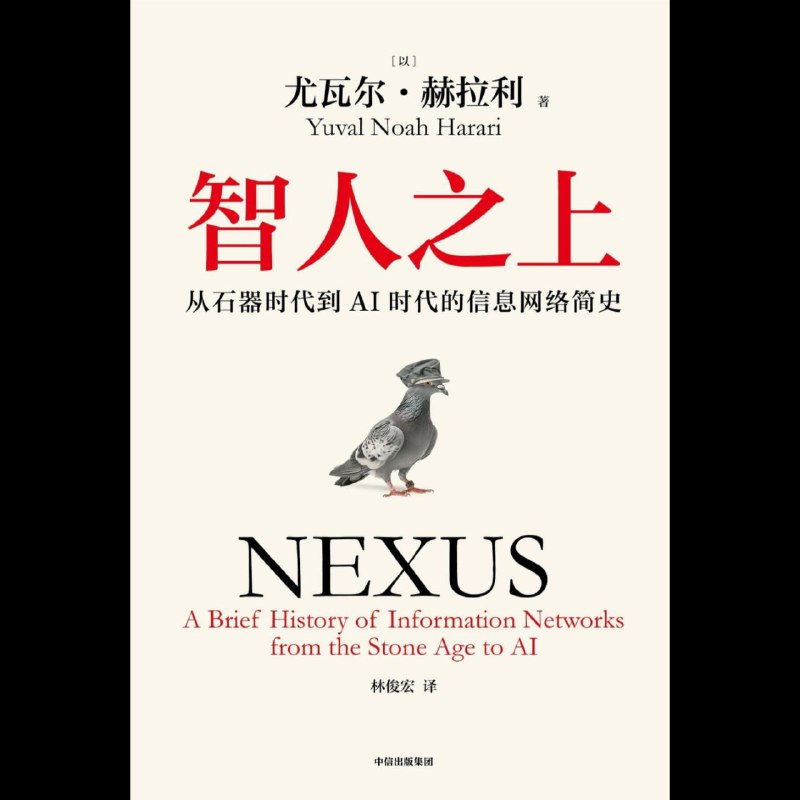 [以]
尤瓦尔·赫拉利 著
Yuval Noah Harari
智人之上
从石器时代到 AI 时代的信息网络简史
NEXUS
A Brief History of Information Networks
from the Stone Age to AI
林俊宏 译
中信出版集团